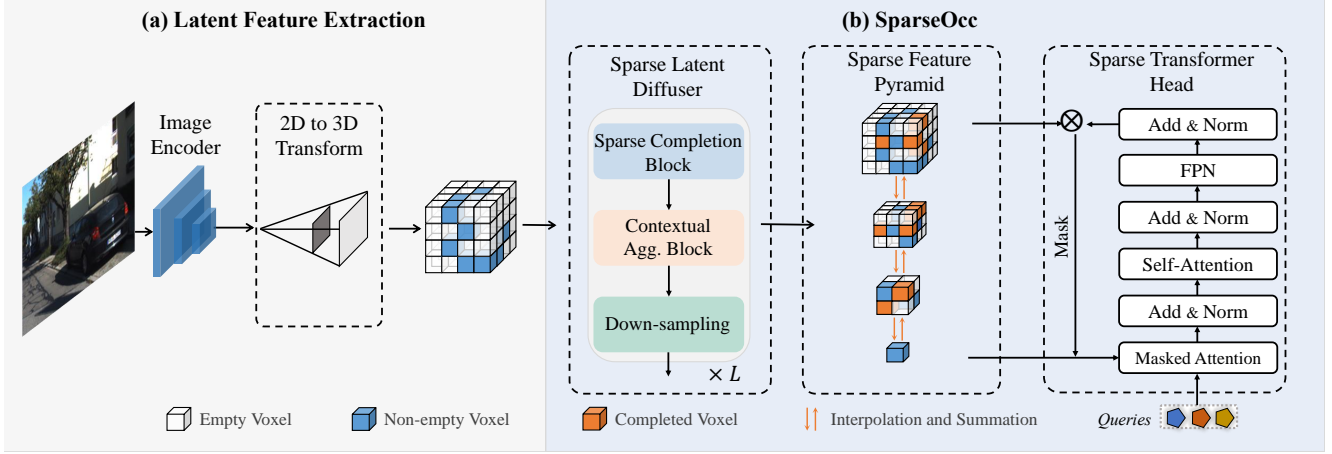 (a) Latent Feature Extraction
(b) SparseOcc
Image
Encoder
2D to 3D
Transform
Sparse Latent
Diffuser
Sparse Completion
Block
Contextual
Agg. Block
Down-sampling
× L
Sparse Feature
Pyramid
Sparse Transformer
Head
Add & Norm
FPN
Add & Norm
Self-Attention
Add & Norm
Masked Attention
Mask
Empty Voxel
Non-empty Voxel
Completed Voxel
Interpolation and Summation
Queries